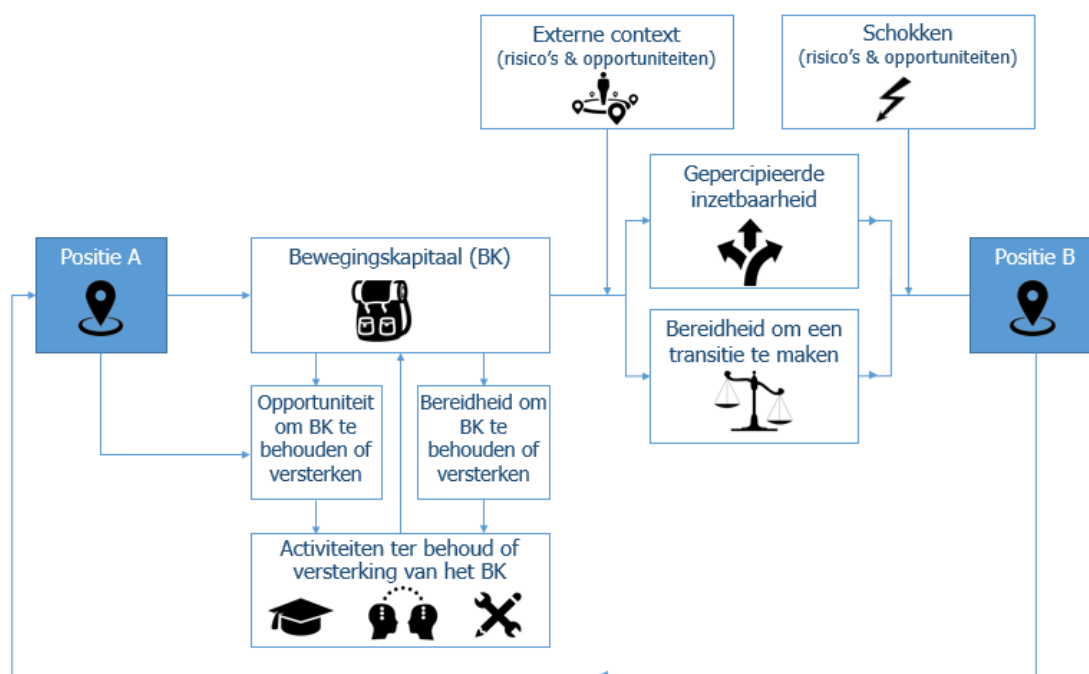 Externe context
(risico's & opportuniteiten)
Schokken
(risico's & opportuniteiten)
Gepercipieerde
inzetbaarheid
Positie A
Bewegingskapitaal (BK)
Positie B
Bereidheid om een
transitie te maken
Opportuniteit
om BK te
behouden of
versterken
Bereidheid om
BK te
behouden of
versterken
Activiteiten ter behoud of
versterking van het BK